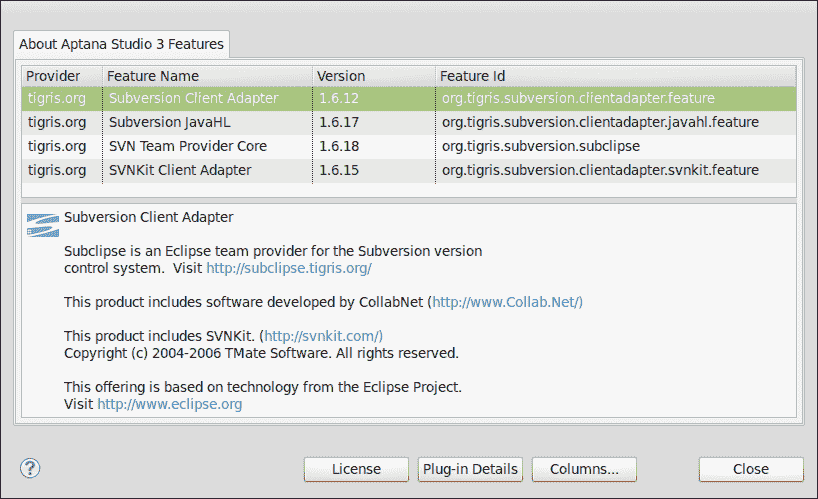 About Aptana Studio 3 Features
Provider Feature Name Version Feature Id
tigris.org Subversion Client Adapter 1.6.12 org.tigris.subversion.clientadapter.feature
tigris.org Subversion JavaHL 1.6.17 org.tigris.subversion.clientadapter.javahl.feature
tigris.org SVN Team Provider Core 1.6.18 org.tigris.subversion.subclipse
tigris.org SVNKit Client Adapter 1.6.15 org.tigris.subversion.clientadapter.svnkit.feature
Subversion Client Adapter
Subclipse is an Eclipse team provider for the Subversion version
control system.  Visit http://subclipse.tigris.org/
This product includes software developed by CollabNet (http://www.Collab.Net/)
This product includes SVNKit. (http://svnkit.com/)
Copyright (c) 2004-2006 TMate Software. All rights reserved.
This offering is based on technology from the Eclipse Project.
Visit http://www.eclipse.org
? License Plug-in Details Columns... Close